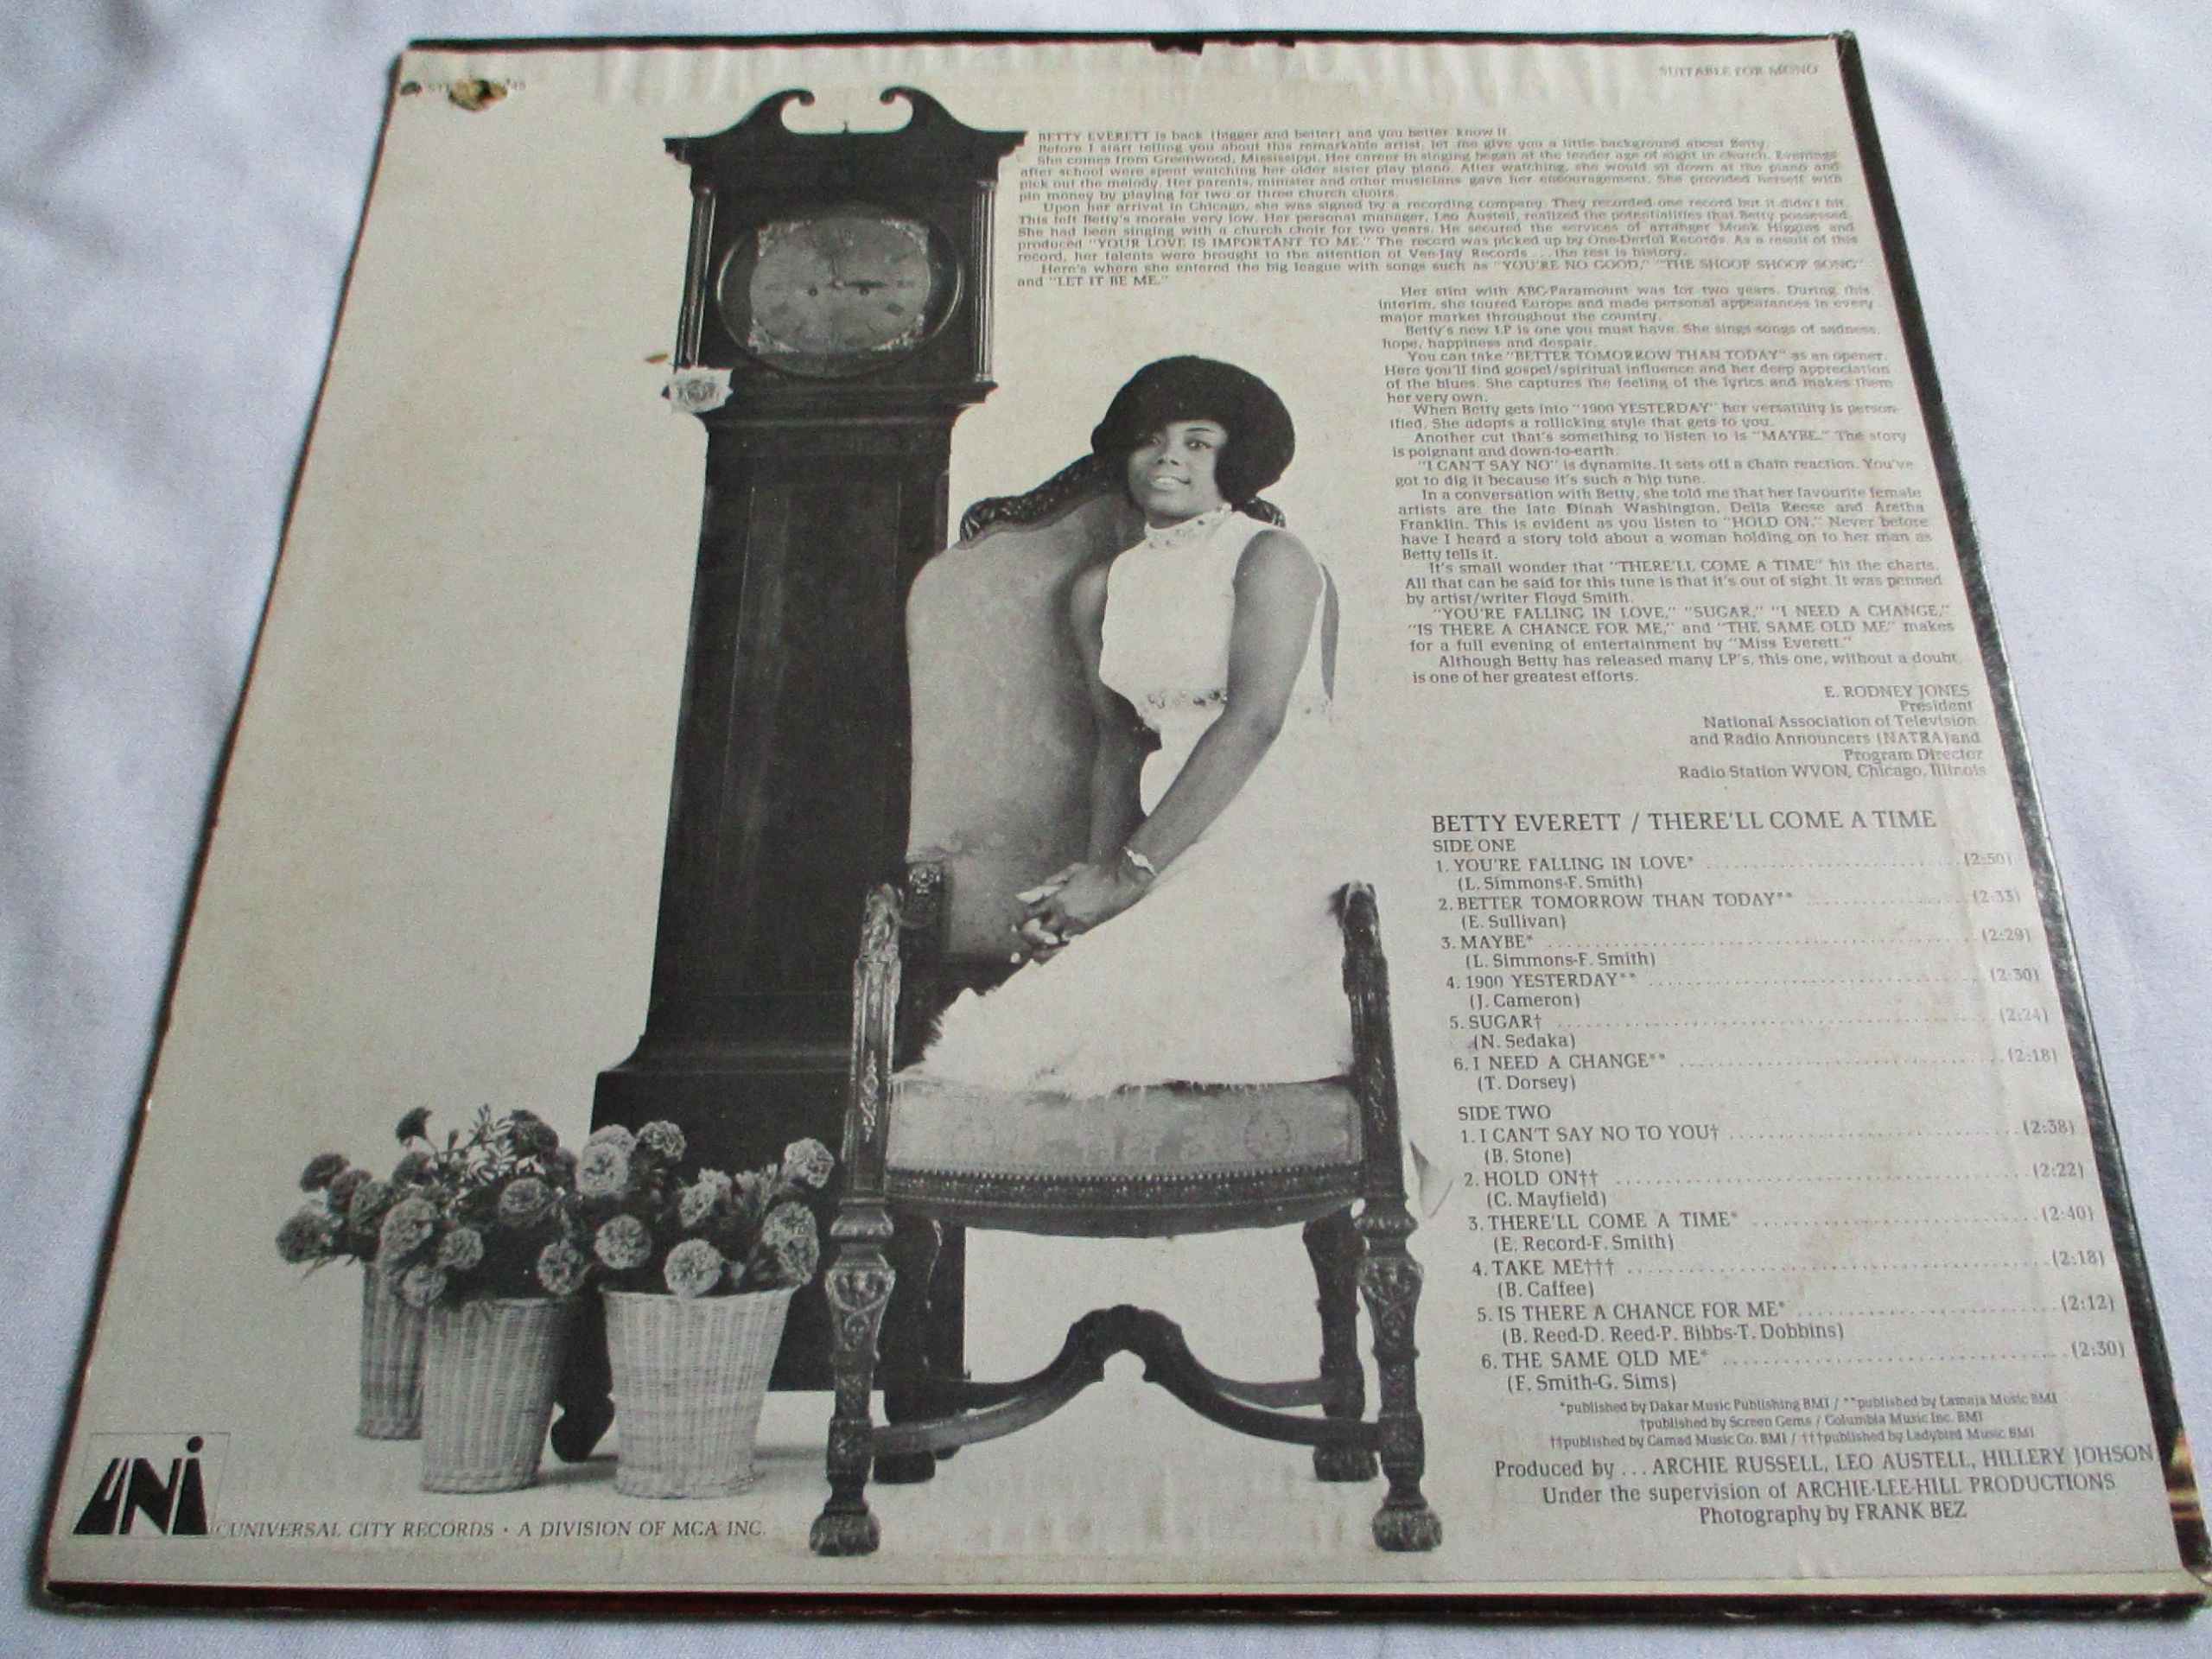 SUITABLE FOR MONO
BETTY EVERETT is back (bigger and better) and you better know it.
Before I start telling you about this remarkable artist, let me give you a little background about Betty.
She comes from Greenwood, Mississippi. Her career in singing began at the tender age of eight in church. Evenings
after school were spent watching her older sister play piano. After watching, she would sit down at the piano and
pick out the melody. Her parents, minister and other musicians gave her encouragement. She provided herself with
pin money by playing for two or three church choirs.
Upon her arrival in Chicago, she was signed by a recording company. They recorded one record but it didn't hit.
This left Betty's morale very low. Her personal manager, Leo Austell, realized the potentialities that Betty possessed.
She had been singing with a church choir for two years. He secured the services of arranger Monk Higgins and
produced "YOUR LOVE IS IMPORTANT TO ME." The record was picked up by One-Derful Records. As a result of this
record, her talents were brought to the attention of Vee-Jay Records . . . the rest is history.
Here's where she entered the big league with songs such as "YOU'RE NO GOOD," "THE SHOOP SHOOP SONG"
and "LET IT BE ME."
Her stint with ABC-Paramount was for two years. During this
interim, she toured Europe and made personal appearances in every
major market throughout the country.
Betty's new LP is one you must have. She sings songs of sadness,
hope, happiness and despair.
You can take "BETTER TOMORROW THAN TODAY" as an opener.
Here you'll find gospel/spiritual influence and her deep appreciation
of the blues. She captures the feeling of the lyrics and makes them
her very own.
When Betty gets into "1900 YESTERDAY" her versatility is person-
ified. She adopts a rollicking style that gets to you.
Another cut that's something to listen to is "MAYBE." The story
is poignant and down-to-earth.
"I CAN'T SAY NO" is dynamite. It sets off a chain reaction. You've
got to dig it because it's such a hip tune.
In a conversation with Betty, she told me that her favourite female
artists are the late Dinah Washington, Della Reese and Aretha
Franklin. This is evident as you listen to "HOLD ON." Never before
have I heard a story told about a woman holding on to her man as
Betty tells it.
It's small wonder that "THERE'LL COME A TIME" hit the charts.
All that can be said for this tune is that it's out of sight. It was penned
by artist/writer Floyd Smith.
"YOU'RE FALLING IN LOVE," "SUGAR," "I NEED A CHANGE,"
"IS THERE A CHANCE FOR ME," and "THE SAME OLD ME" makes
for a full evening of entertainment by "Miss Everett."
Although Betty has released many LP's, this one, without a doubt,
is one of her greatest efforts.
E. RODNEY JONES
President
National Association of Television
and Radio Announcers (NATRA) and
Program Director
Radio Station WVON, Chicago, Illinois
BETTY EVERETT / THERE'LL COME A TIME
SIDE ONE
1. YOU'RE FALLING IN LOVE* (2:50)
(L. Simmons-F. Smith)
2. BETTER TOMORROW THAN TODAY** (2:33)
(E. Sullivan)
3. MAYBE* (2:29)
(L. Simmons-F. Smith)
4. 1900 YESTERDAY** (2:30)
(J. Cameron)
5. SUGAR† (2:24)
(N. Sedaka)
6. I NEED A CHANGE** (2:18)
(T. Dorsey)
SIDE TWO
1. I CAN'T SAY NO TO YOU† (2:38)
(B. Stone)
2. HOLD ON†† (2:22)
(C. Mayfield)
3. THERE'LL COME A TIME* (2:40)
(E. Record-F. Smith)
4. TAKE ME††† (2:18)
(B. Caffee)
5. IS THERE A CHANCE FOR ME* (2:12)
(B. Reed-D. Reed-P. Bibbs-T. Dobbins)
6. THE SAME OLD ME* (2:30)
(F. Smith-G. Sims)
*published by Dakar Music Publishing BMI / **published by Lamaja Music BMI
†published by Screen Gems / Columbia Music Inc. BMI
††published by Camad Music Co. BMI / †††published by Ladybird Music BMI
Produced by ... ARCHIE RUSSELL, LEO AUSTELL, HILLERY JOHSON
Under the supervision of ARCHIE-LEE-HILL PRODUCTIONS
Photography by FRANK BEZ
UNI
UNIVERSAL CITY RECORDS · A DIVISION OF MCA INC.